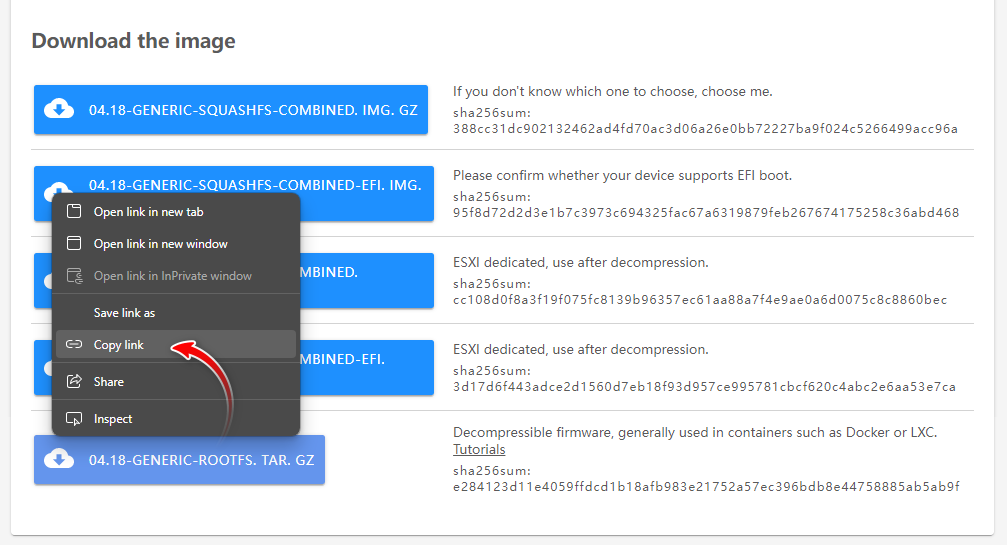 Download the image
04.18-GENERIC-SQUASHFS-COMBINED. IMG. GZ
If you don't know which one to choose, choose me.
sha256sum:
388cc31dc902132462ad4fd70ac3d06a26e0bb72227ba9f024c5266499acc96a
04.18-GENERIC-SQUASHFS-COMBINED-EFI. IMG.
Please confirm whether your device supports EFI boot.
sha256sum:
95f8d72d2d3e1b7c3973c694325fac67a6319879feb267674175258c36abd468
Open link in new tab
Open link in new window
Open link in InPrivate window
Save link as
Copy link
Share
Inspect
MBINED.
ESXI dedicated, use after decompression.
sha256sum:
cc108d0f8a3f19f075fc8139b96357ec61aa88a7f4e9ae0a6d0075c8c8860bec
MBINED-EFI.
ESXI dedicated, use after decompression.
sha256sum:
3d17d6f443adce2d1560d7eb18f93d957ce995781cbcf620c4abc2e6aa53e7ca
04.18-GENERIC-ROOTFS. TAR. GZ
Decompressible firmware, generally used in containers such as Docker or LXC.
Tutorials
sha256sum:
e284123d11e4059ffdcd1b18afb983e21752a57ec396bdb8e44758885ab5ab9f